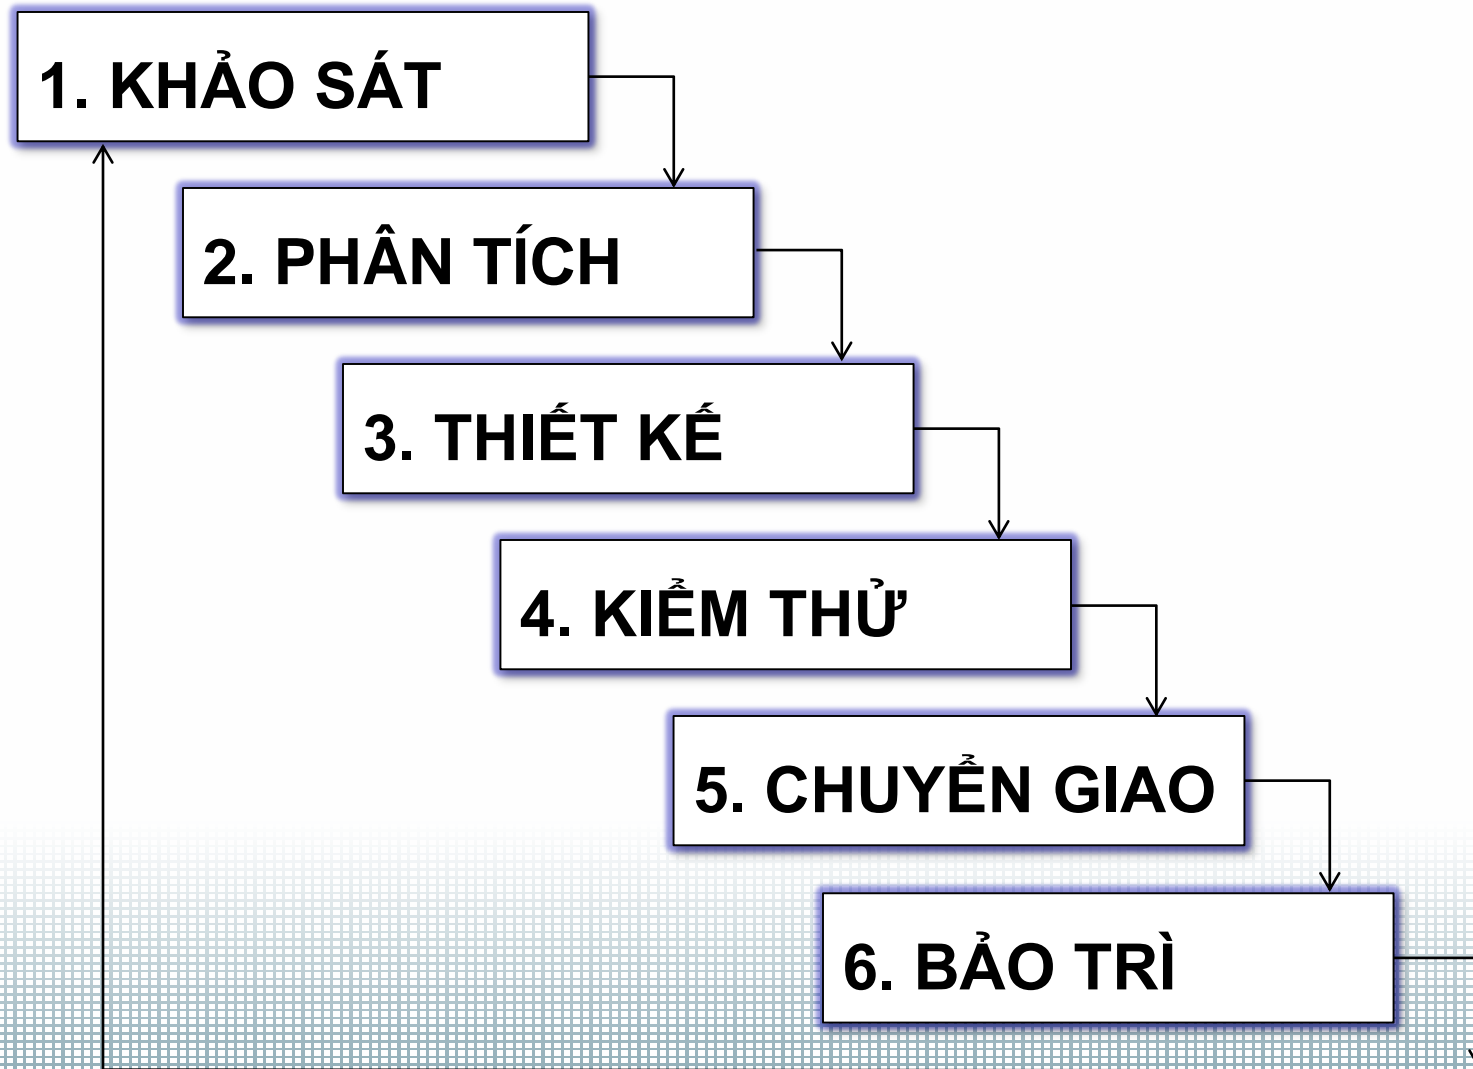 1. KHẢO SÁT
2. PHÂN TÍCH
3. THIẾT KẾ
4. KIỂM THỬ
5. CHUYỂN GIAO
6. BẢO TRÌ